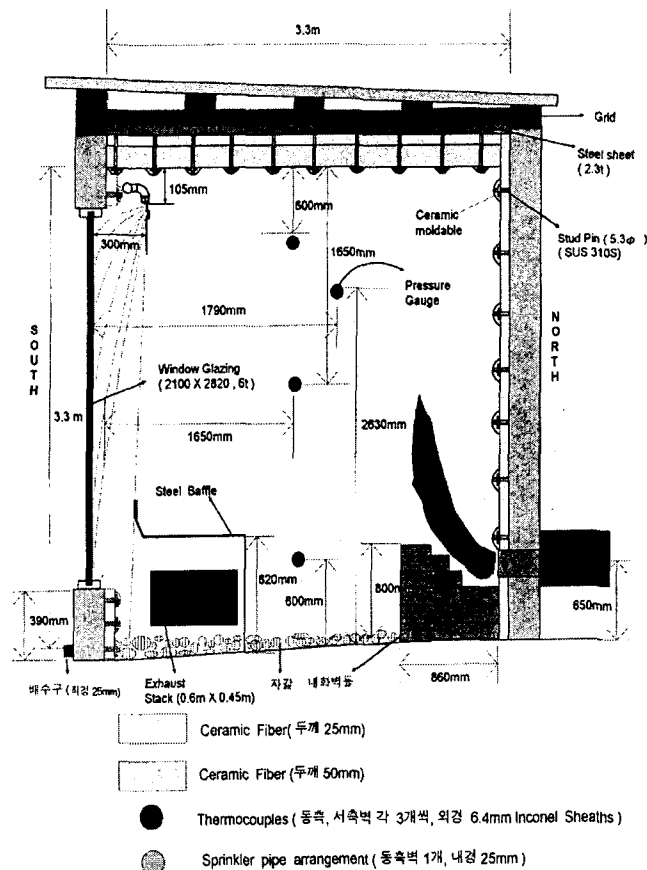 3.3m
Grid
Steel sheet
(2.3t)
105mm
600mm
Ceramic
moldable
Stud Pin (5.3φ)
(SUS 310S)
300mm
1650mm
Pressure
Gauge
1790mm
SOUTH
NORTH
Window Glazing
(2100 X 2820, 6t)
3.3 m
2630mm
1650mm
Steel Baffle
620mm
600mm
800m
650mm
390mm
860mm
배수구 (직경 25mm)
Exhaust
Stack (0.6m X 0.45m)
자갈
내화벽돌
Ceramic Fiber( 두께 25mm)
Ceramic Fiber (두께 50mm)
Thermocouples ( 동측, 서측벽 각 3개씩, 외경 6.4mm Inconel Sheaths )
Sprinkler pipe arrangement ( 동측벽 1개, 내경 25mm )